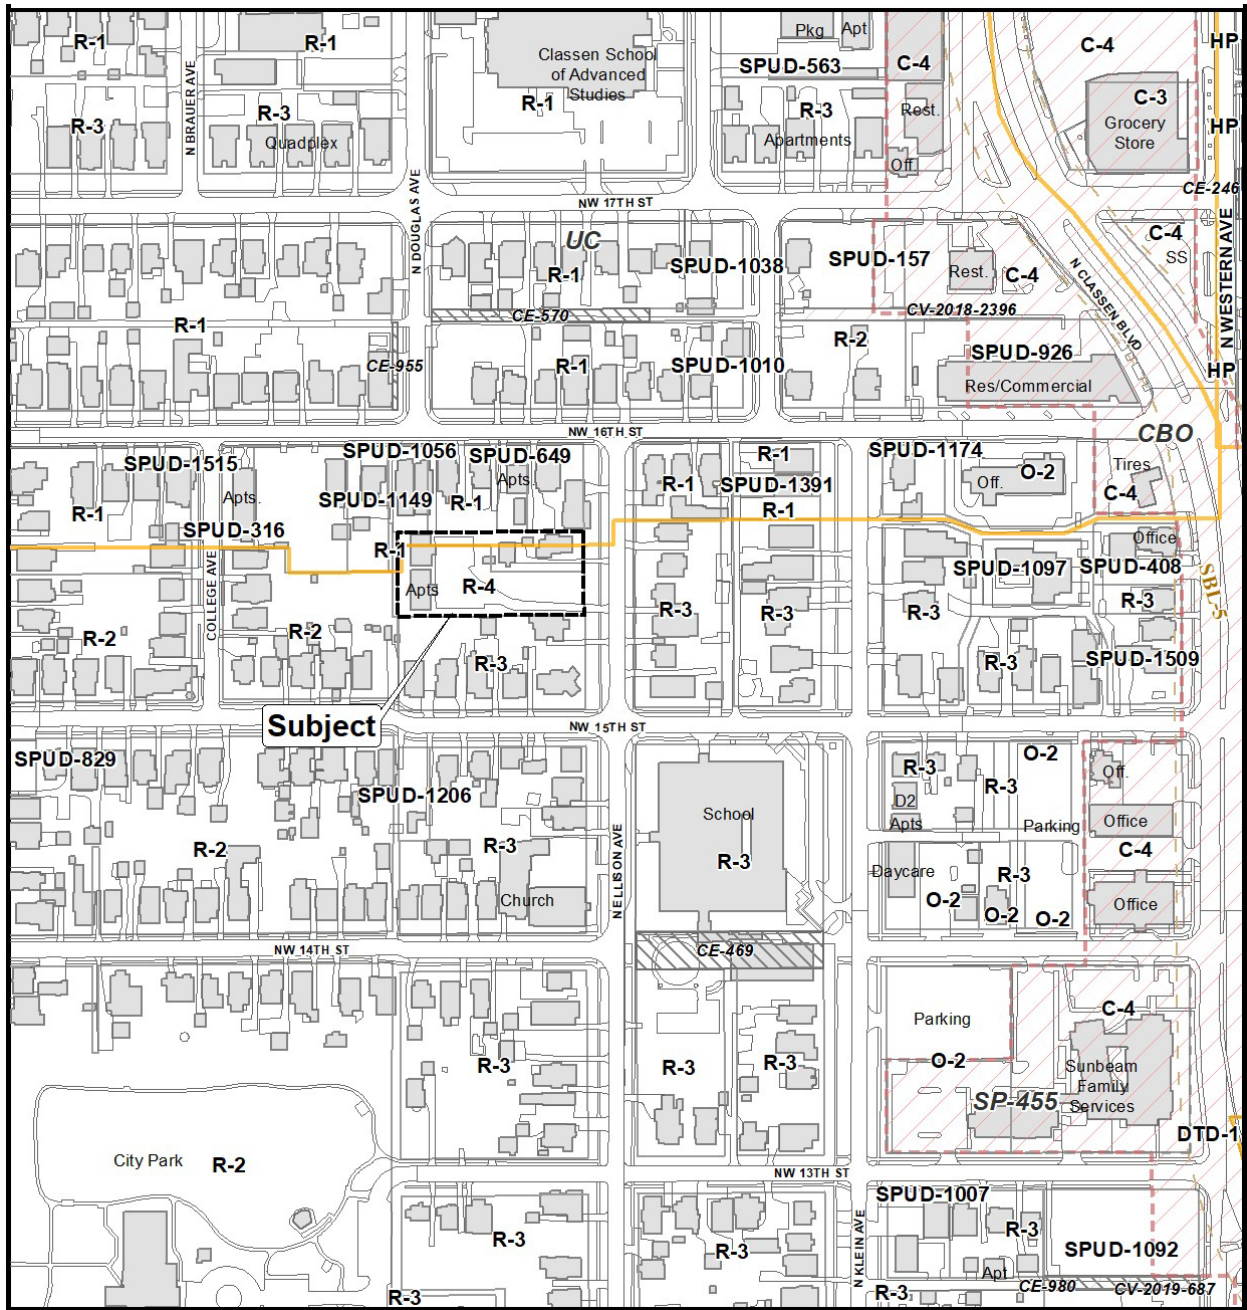 R-1
R-1
Classen School
of Advanced
Studies
R-1
Pkg
Apt
SPUD-563
C-4
C-4
HP
C-3
Grocery
Store
HP
N BRAUER AVE
R-3
R-3
Quadplex
R-3
Apartments
Rest.
Off
CE-246
N DOUGLAS AVE
NW 17TH ST
UC
R-1
SPUD-1038
SPUD-157
Rest.
C-4
C-4
SS
N WESTERN AVE
N CLASSEN BLVD
R-1
CE-570
CV-2018-2396
CE-955
R-1
SPUD-1010
R-2
SPUD-926
Res/Commercial
HP
NW 16TH ST
CBO
SPUD-1515
SPUD-1056
SPUD-649
R-1
SPUD-1174
Apts.
SPUD-1149
R-1
Apts.
R-1
SPUD-1391
Off.
O-2
Tires
C-4
R-1
SPUD-316
R-1
R-1
Office
COLLEGE AVE
Apts
R-4
SPUD-1097
SPUD-408
SBL-5
R-2
R-2
R-3
R-3
R-3
R-3
R-3
R-3
SPUD-1509
Subject
NW 15TH ST
SPUD-829
SPUD-1206
School
R-3
R-3
D2
Apts
R-3
O-2
Off.
Parking
Office
C-4
R-2
R-3
Church
N ELLISON AVE
Daycare
O-2
R-3
O-2
O-2
Office
NW 14TH ST
CE-469
Parking
C-4
R-3
R-3
R-3
O-2
Sunbeam
Family
Services
SP-455
DTD-1
City Park
R-2
NW 13TH ST
SPUD-1007
R-3
R-3
N KLEIN AVE
R-3
SPUD-1092
Apt
CE-980
CV-2019-687
R-3
R-3